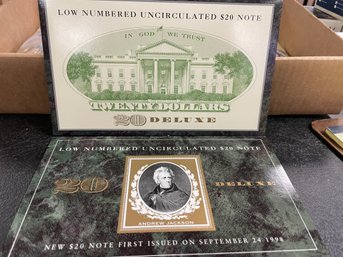 LOW NUMBERED UNCIRCULATED $20 NOTE
IN GOD WE TRUST
TWENTY DOLLARS
20 DELUXE
LOW NUMBERED UNCIRCULATED $20 NOTE
20 DELUXE
ANDREW JACKSON
NEW $20 NOTE FIRST ISSUED ON SEPTEMBER 24 1998